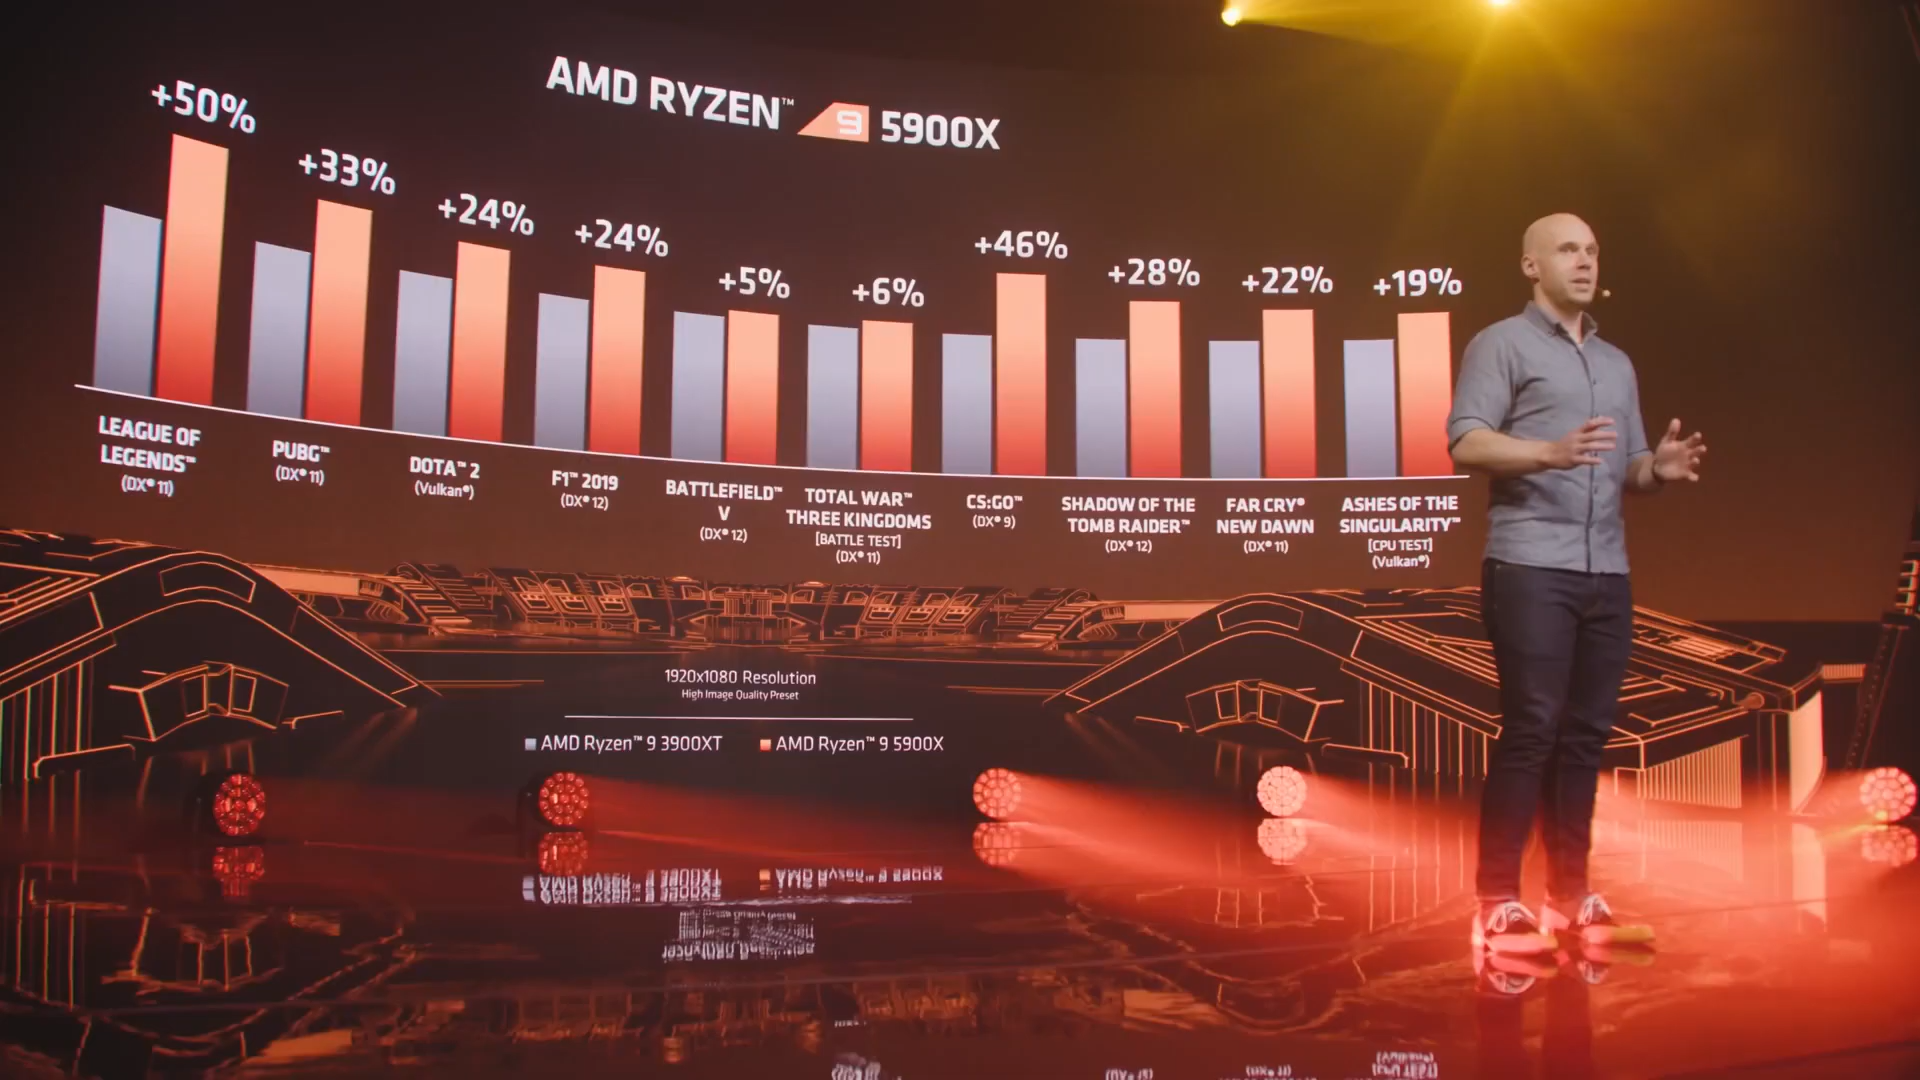 AMD RYZEN™ 9 5900X
+50%
+33%
+24%
+24%
+5%
+6%
+46%
+28%
+22%
+19%
LEAGUE OF
LEGENDS™
(DX® 11)
PUBG™
(DX® 11)
DOTA™ 2
(Vulkan®)
F1™ 2019
(DX® 12)
BATTLEFIELD™
V
(DX® 12)
TOTAL WAR™
THREE KINGDOMS
[BATTLE TEST]
(DX® 11)
CS:GO™
(DX® 9)
SHADOW OF THE
TOMB RAIDER™
(DX® 12)
FAR CRY®
NEW DAWN
(DX® 11)
ASHES OF THE
SINGULARITY™
[CPU TEST]
(Vulkan®)
1920x1080 Resolution
High Image Quality Preset
AMD Ryzen™ 9 3900XT
AMD Ryzen™ 9 5900X